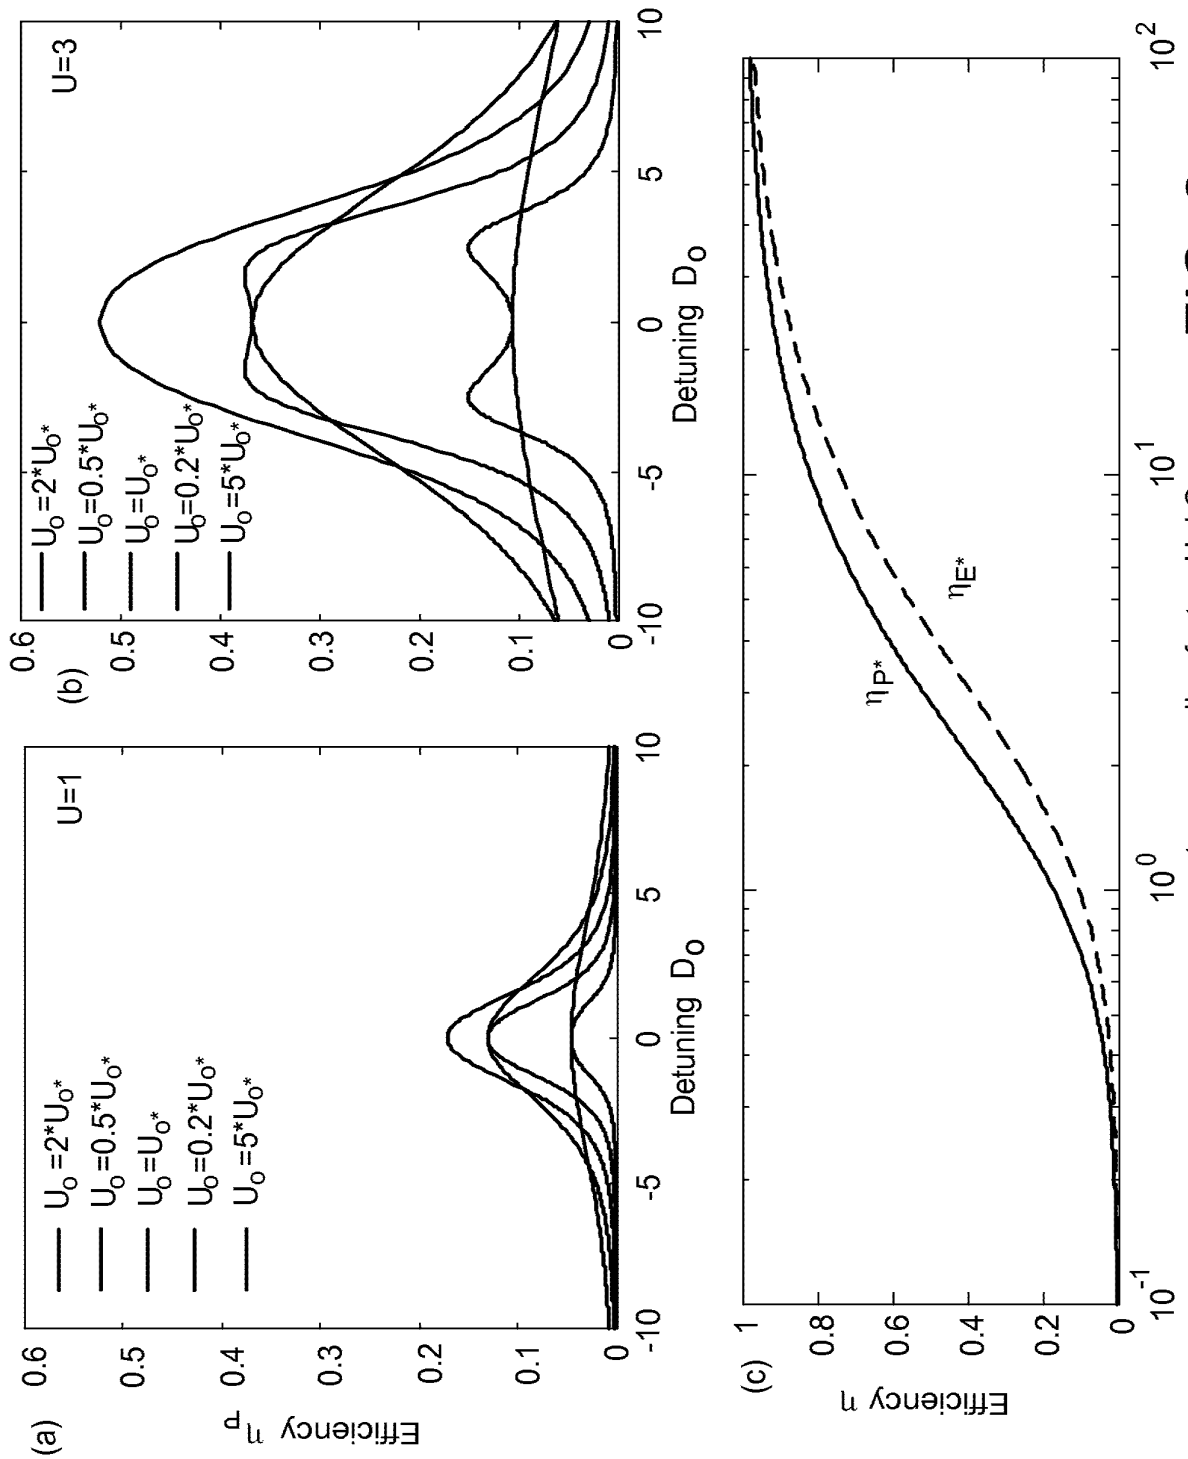 (a)
U=1
U₀=2*U₀*
U₀=0.5*U₀*
U₀=U₀*
U₀=0.2*U₀*
U₀=5*U₀*
0.6
0.5
0.4
0.3
0.2
0.1
0
Efficiency ηP
-10
-5
0
5
10
Detuning D₀
(b)
U=3
U₀=2*U₀*
U₀=0.5*U₀*
U₀=U₀*
U₀=0.2*U₀*
U₀=5*U₀*
0.6
0.5
0.4
0.3
0.2
0.1
0
-10
-5
0
5
10
Detuning D₀
(c)
1
0.8
0.6
0.4
0.2
0
Efficiency η
ηP*
ηE*
10⁻¹
10⁰
10¹
10²